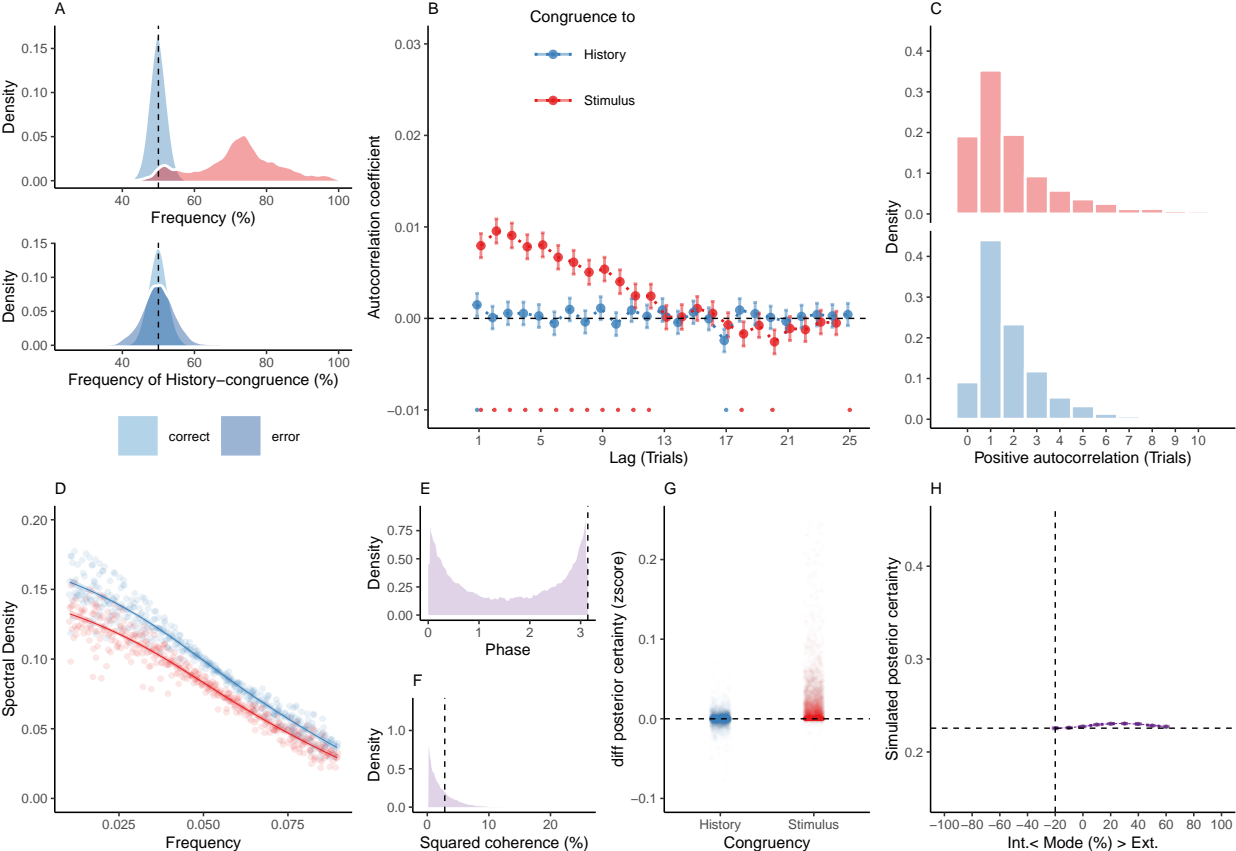 A
0.15
0.10
0.05
0.00
Density
40 60 80 100
Frequency (%)
0.15
0.10
0.05
0.00
Density
40 60 80 100
Frequency of History−congruence (%)
correct error
B
Congruence to
History
Stimulus
0.03
0.02
0.01
0.00
−0.01
Autocorrelation coefficient
1 5 9 13 17 21 25
Lag (Trials)
C
0.4
0.3
0.2
0.1
0.0
Density
0.4
0.3
0.2
0.1
0.0
0 1 2 3 4 5 6 7 8 9 10
Positive autocorrelation (Trials)
D
0.20
0.15
0.10
0.05
0.00
Spectral Density
0.025 0.050 0.075
Frequency
E
0.75
0.50
0.25
0.00
Density
0 1 2 3
Phase
F
1.0
0.5
0.0
Density
0 10 20
Squared coherence (%)
G
0.2
0.1
0.0
−0.1
diff posterior certainty (zscore)
History Stimulus
Congruency
H
0.4
0.3
0.2
Simulated posterior certainty
−100 −80 −60 −40 −20 0 20 40 60 80 100
Int.< Mode (%) > Ext.